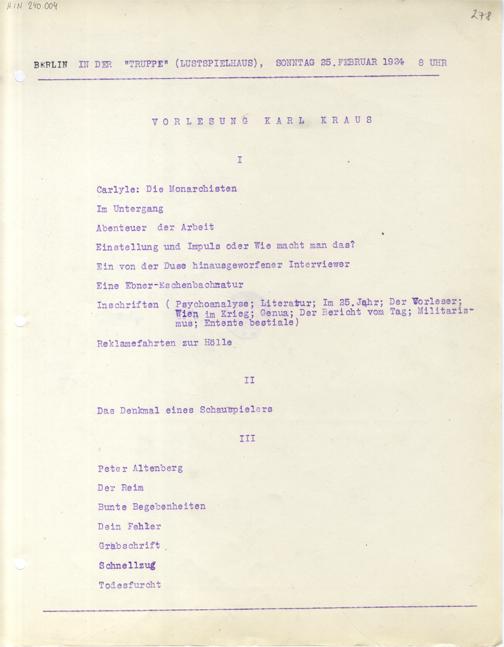 HIN 240.004
278
BERLIN IN DER "TRUPPE" (LUSTSPIELHAUS), SONNTAG 25.FEBRUAR 1924 8 UHR
VORLESUNG KARL KRAUS
I
Carlyle: Die Monarchisten
Im Untergang
Abenteuer der Arbeit
Einstellung und Impuls oder Wie macht man das?
Ein von der Duse hinausgeworfener Interviewer
Eine Ebner-Eschenbachnatur
Inschriften ( Psychoanalyse; Literatur; Im 25.Jahr; Der Vorleser;
Wien im Krieg; Genua; Der Bericht vom Tag; Militaris-
mus; Entente bestiale)
Reklamefahrten zur Hölle
II
Das Denkmal eines Schauspielers
III
Peter Altenberg
Der Reim
Bunte Begebenheiten
Dein Fehler
Grabschrift
Schnellzug
Todesfurcht